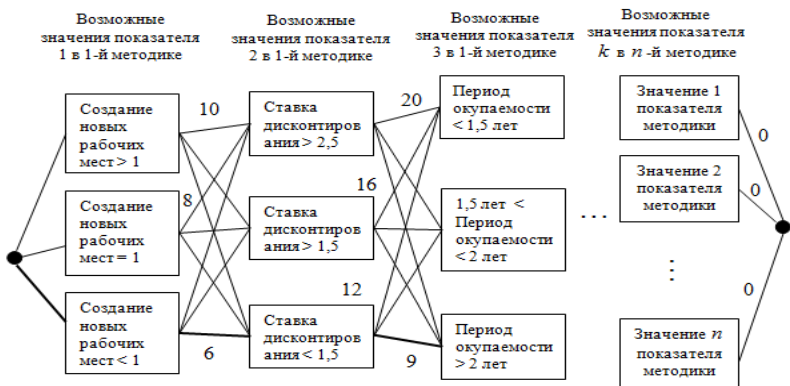 Возможные
значения показателя
1 в 1-й методике
Возможные
значения показателя
2 в 1-й методике
Возможные
значения показателя
3 в 1-й методике
Возможные
значения показателя
k в n -й методике
Создание
новых
рабочих
мест > 1
Создание
новых
рабочих
мест = 1
Создание
новых
рабочих
мест < 1
10
8
6
Ставка
дисконтиров
ания > 2,5
Ставка
дисконтиров
ания > 1,5
Ставка
дисконтиров
ания < 1,5
20
16
12
9
Период
окупаемости
< 1,5 лет
1,5 лет <
Период
окупаемости
< 2 лет
Период
окупаемости
> 2 лет
...
Значение 1
показателя
методики
Значение 2
показателя
методики
⋮
Значение n
показателя
методики
0
0
0